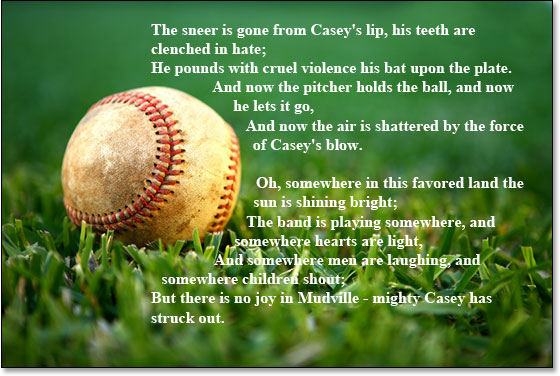 The sneer is gone from Casey's lip, his teeth are
clenched in hate;
He pounds with cruel violence his bat upon the plate.
And now the pitcher holds the ball, and now
he lets it go,
And now the air is shattered by the force
of Casey's blow.
Oh, somewhere in this favored land the
sun is shining bright;
The band is playing somewhere, and
somewhere hearts are light,
And somewhere men are laughing, and
somewhere children shout;
But there is no joy in Mudville - mighty Casey has
struck out.